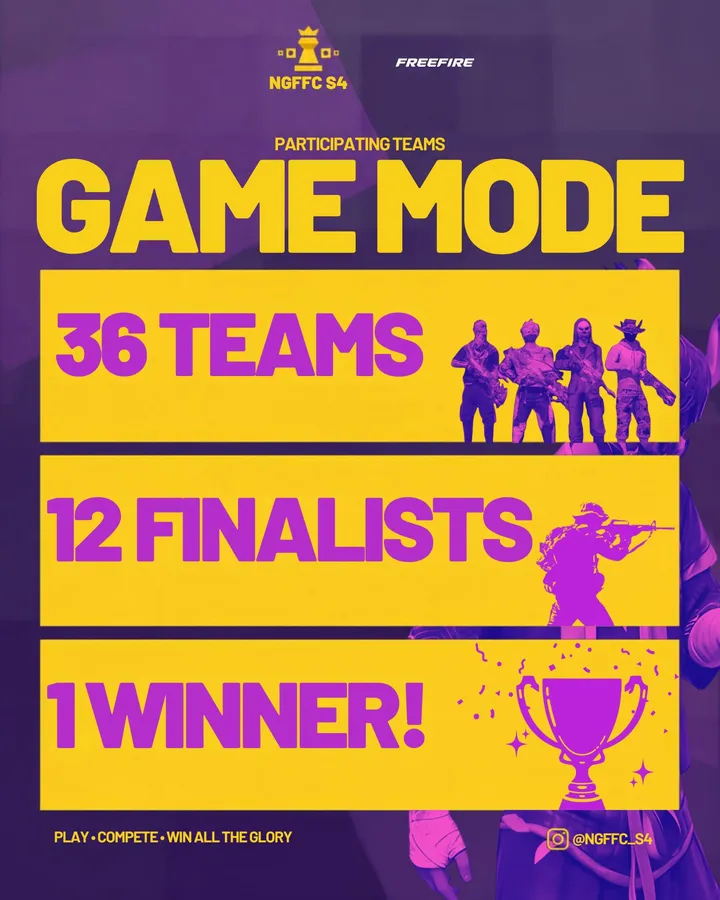 NGFFC S4
FREEFIRE
PARTICIPATING TEAMS
GAME MODE
36 TEAMS
12 FINALISTS
1 WINNER!
PLAY • COMPETE • WIN ALL THE GLORY
@NGFFC_S4